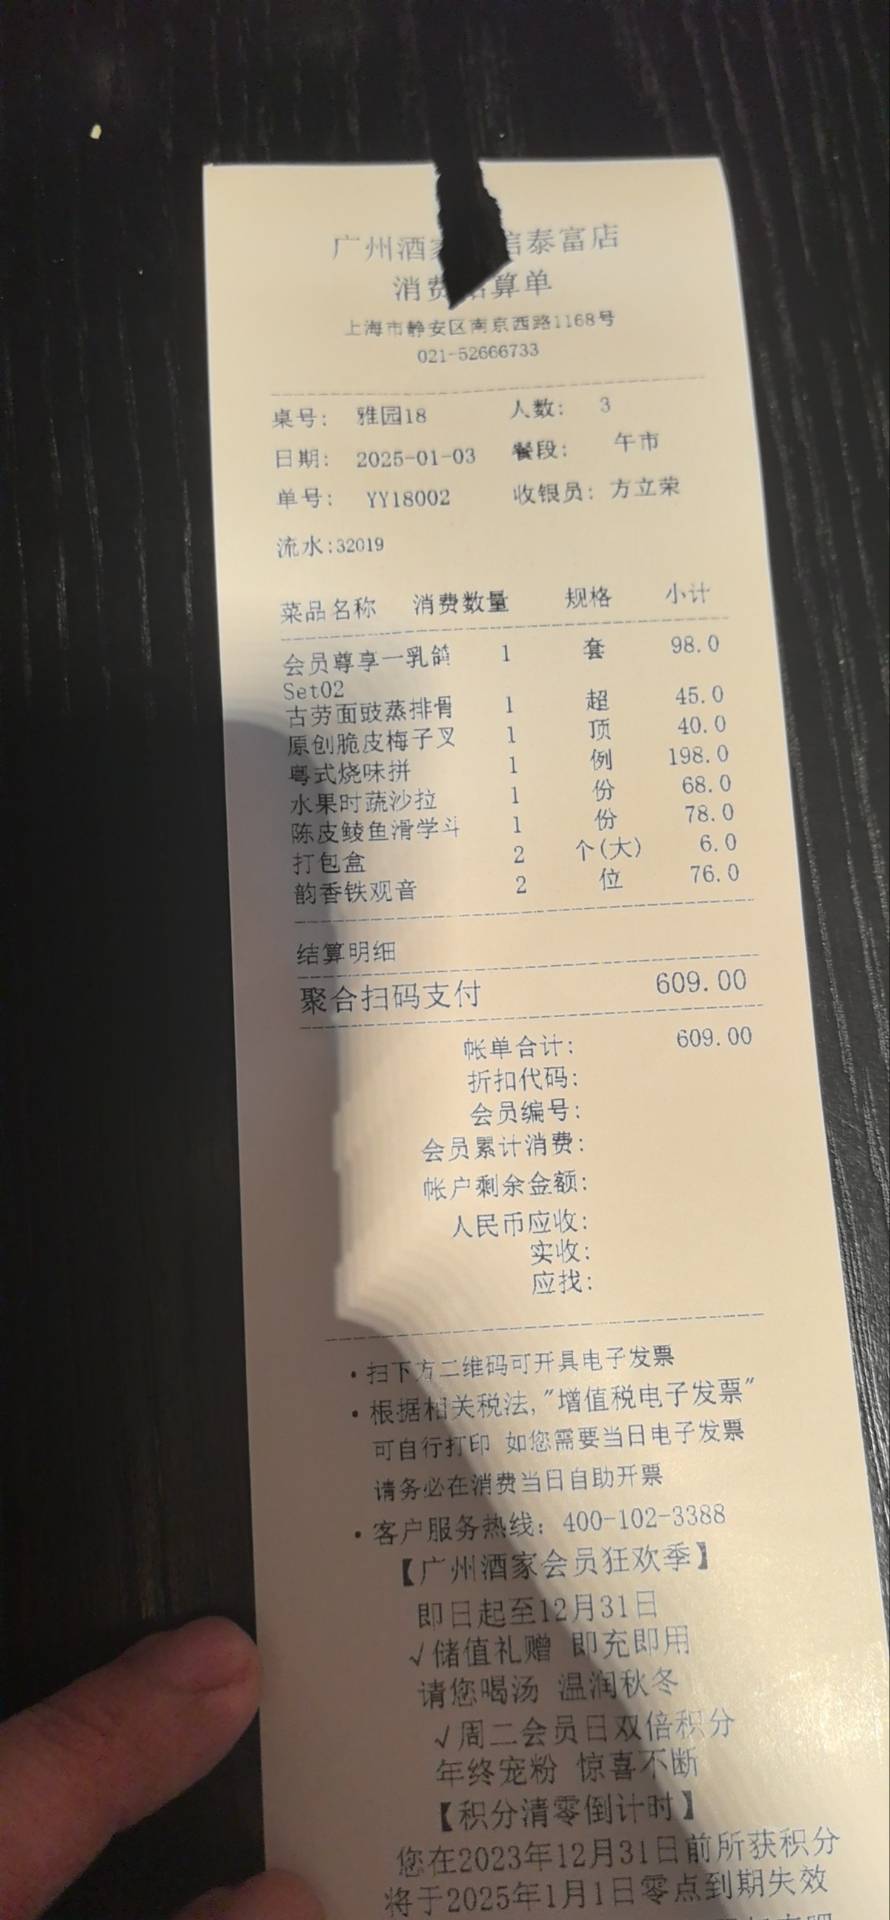 广州酒家 信泰富店
消费 算单
上海市静安区南京西路1168号
021-52666733
桌号: 雅园18 人数: 3
日期: 2025-01-03 餐段: 午市
单号: YY18002 收银员: 方立荣
流水:32019
菜品名称 消费数量 规格 小计
会员尊享一乳鸽 1 套 98.0
Set02
古劳面豉蒸排骨 1 超 45.0
原创脆皮梅子叉 1 顶 40.0
粤式烧味拼 1 例 198.0
水果时蔬沙拉 1 份 68.0
陈皮鲮鱼滑学斗 1 份 78.0
打包盒 2 个(大) 6.0
韵香铁观音 2 位 76.0
结算明细
聚合扫码支付 609.00
帐单合计: 609.00
折扣代码:
会员编号:
会员累计消费:
帐户剩余金额:
人民币应收:
实收:
应找:
·扫下方二维码可开具电子发票
·根据相关税法,"增值税电子发票"
可自行打印 如您需要当日电子发票
请务必在消费当日自助开票
·客户服务热线: 400-102-3388
【广州酒家会员狂欢季】
即日起至12月31日
√储值礼赠 即充即用
请您喝汤 温润秋冬
√周二会员日双倍积分
年终宠粉 惊喜不断
【积分清零倒计时】
您在2023年12月31日前所获积分
将于2025年1月1日零点到期失效